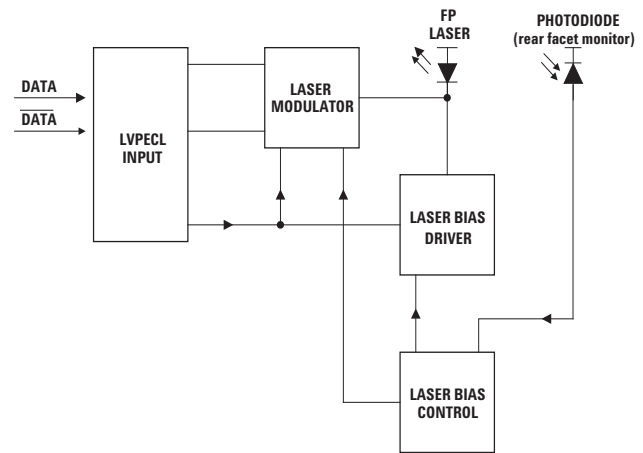 FP
LASER
PHOTODIODE
(rear facet monitor)
DATA
DATA
LVPECL
INPUT
LASER
MODULATOR
LASER BIAS
DRIVER
LASER BIAS
CONTROL